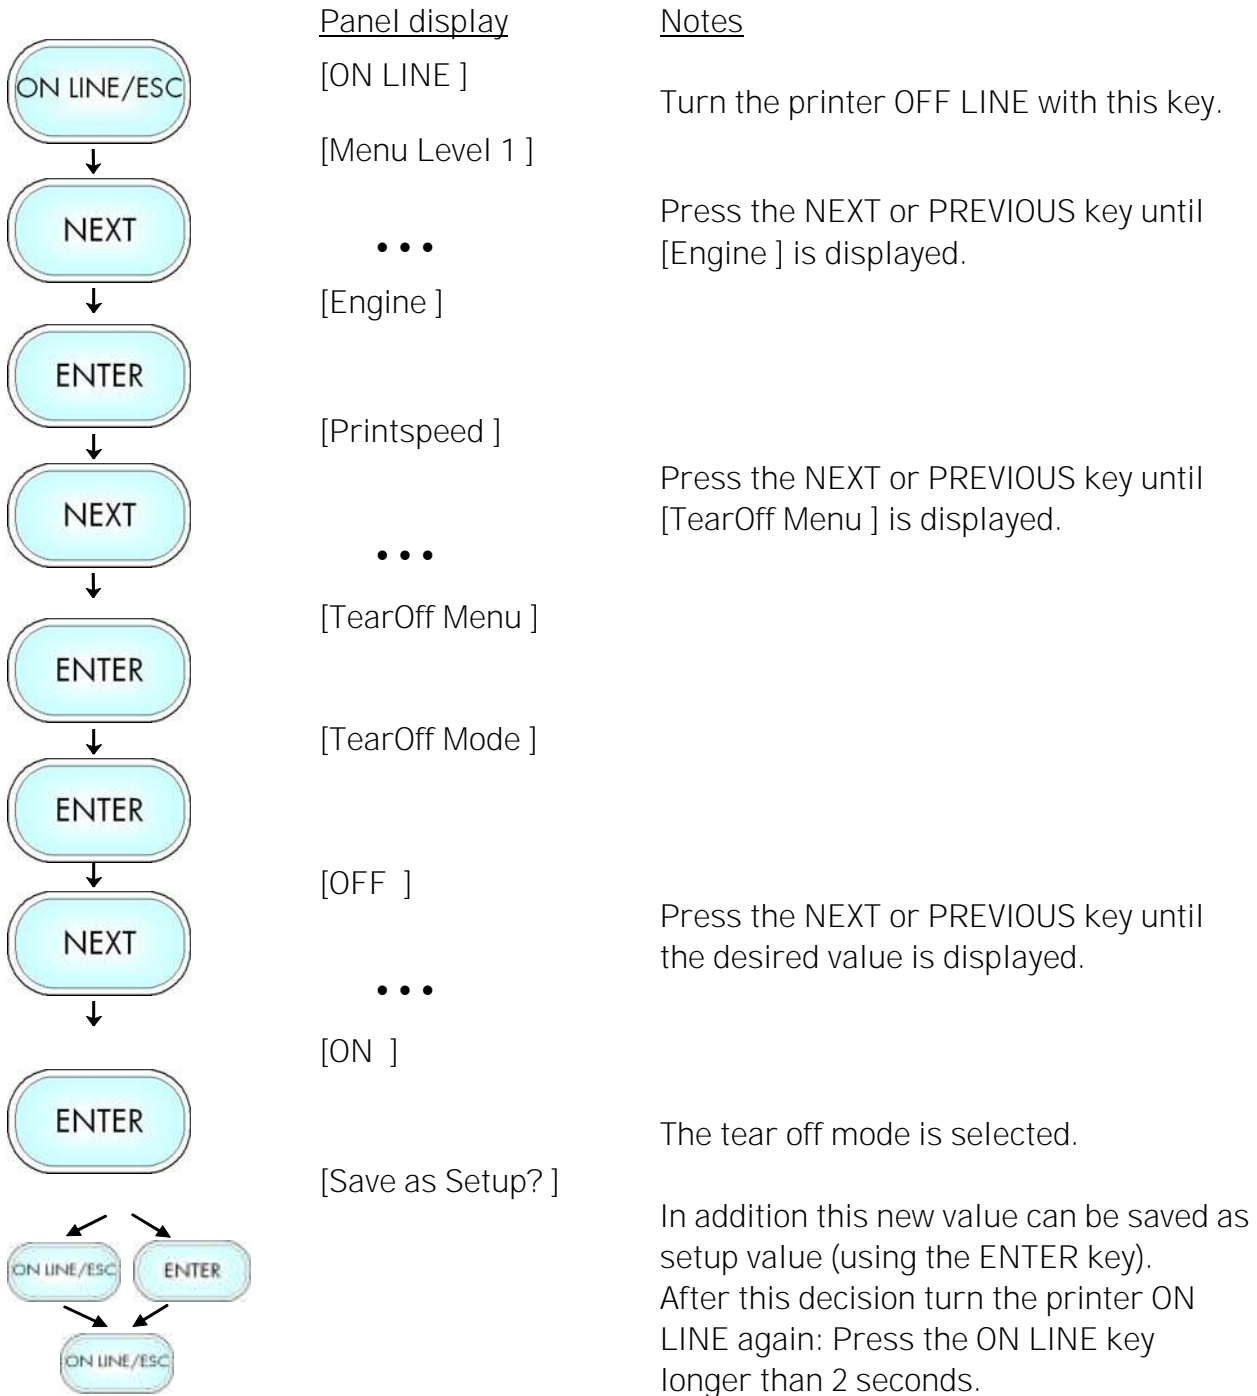 Panel display
Notes
ON LINE/ESC
[ON LINE ]
Turn the printer OFF LINE with this key.
[Menu Level 1 ]
NEXT
Press the NEXT or PREVIOUS key until
[Engine ] is displayed.
• • •
[Engine ]
ENTER
[Printspeed ]
NEXT
Press the NEXT or PREVIOUS key until
[TearOff Menu ] is displayed.
• • •
[TearOff Menu ]
ENTER
[TearOff Mode ]
ENTER
[OFF  ]
NEXT
Press the NEXT or PREVIOUS key until
the desired value is displayed.
• • •
[ON  ]
ENTER
The tear off mode is selected.
[Save as Setup? ]
ON LINE/ESC
ENTER
In addition this new value can be saved as
setup value (using the ENTER key).
After this decision turn the printer ON
LINE again: Press the ON LINE key
longer than 2 seconds.
ON LINE/ESC